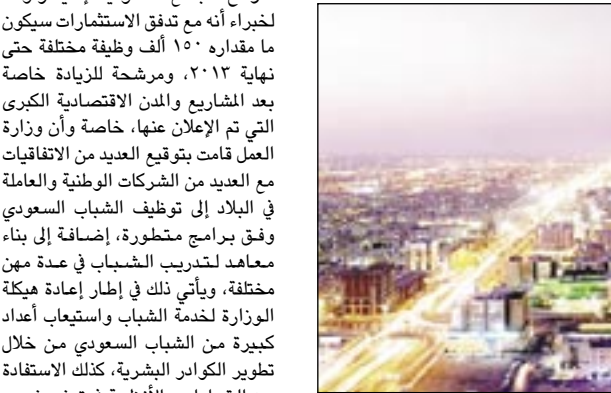 لخبراء أنه مع تدفق الاستثمارات سيكون
ما مقداره ١٥٠ ألف وظيفة مختلفة حتى
نهاية ٢٠١٣، ومرشحة للزيادة خاصة
بعد المشاريع والمدن الاقتصادية الكبرى
التي تم الإعلان عنها، خاصة وأن وزارة
العمل قامت بتوقيع العديد من الاتفاقيات
مع العديد من الشركات الوطنية والعاملة
في البلاد إلى توظيف الشباب السعودي
وفق برامج متطورة، إضافة إلى بناء
معاهد لتدريب الشباب في عدة مهن
مختلفة، ويأتي ذلك في إطار إعادة هيكلة
الوزارة لخدمة الشباب واستيعاب أعداد
كبيرة من الشباب السعودي من خلال
تطوير الكوادر البشرية، كذلك الاستفادة